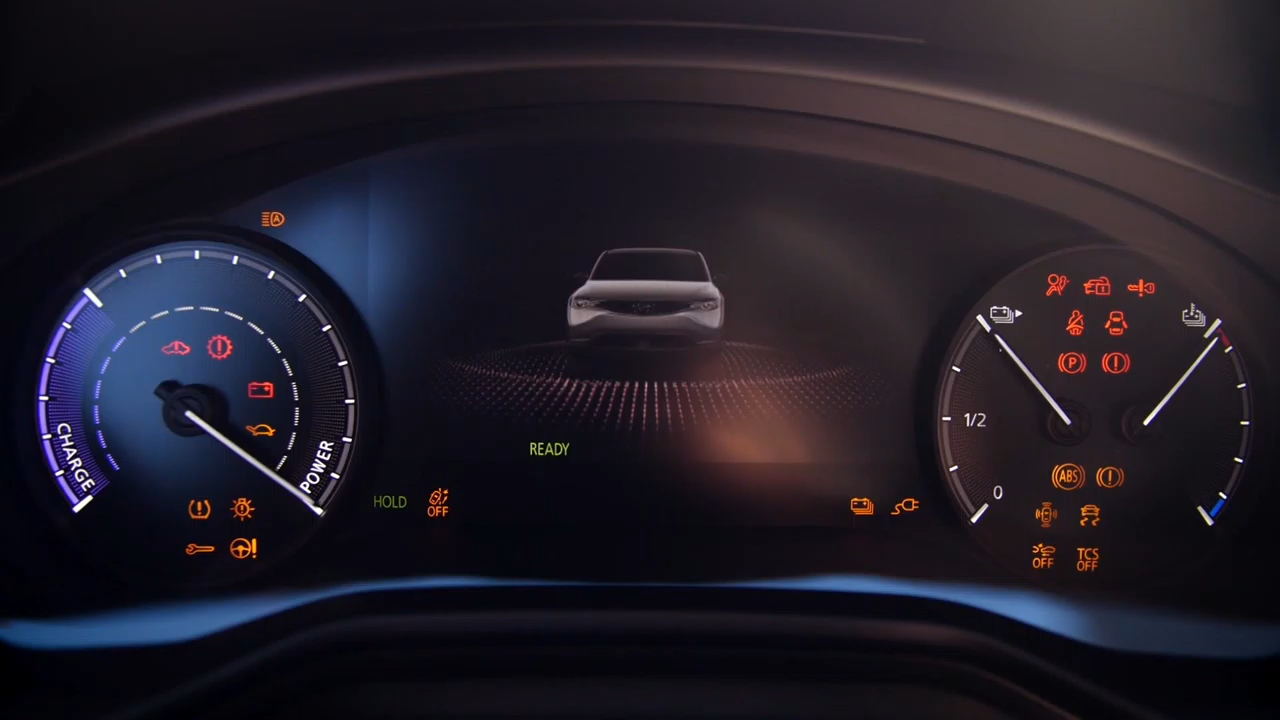 CHARGE
POWER
READY
HOLD
OFF
1/2
0
P
ABS
OFF
TCS
OFF
A